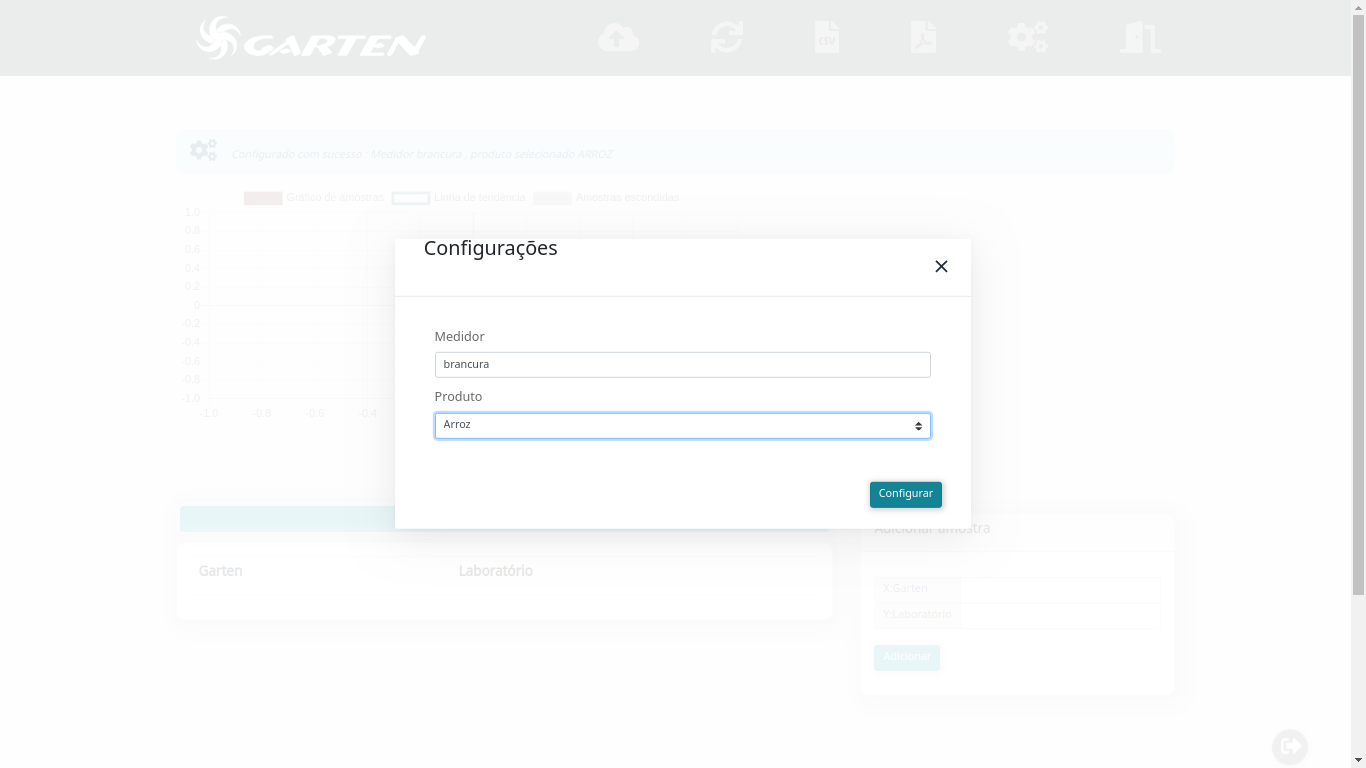 GARTEN
CSV
Configurado com sucesso : Medidor brancura , produto selecionado ARROZ
Gráfico de amostras Linha de tendência Amostras escondidas
1.0
0.8
0.6
0.4
0.2
0
-0.2
-0.4
-0.6
-0.8
-1.0
-1.0 -0.8 -0.6 0.4
Configurações
Medidor
brancura
Produto
Arroz
Configurar
Adicionar amostra
Garten Laboratório
X:Garten
Y:Laboratório
Adicionar